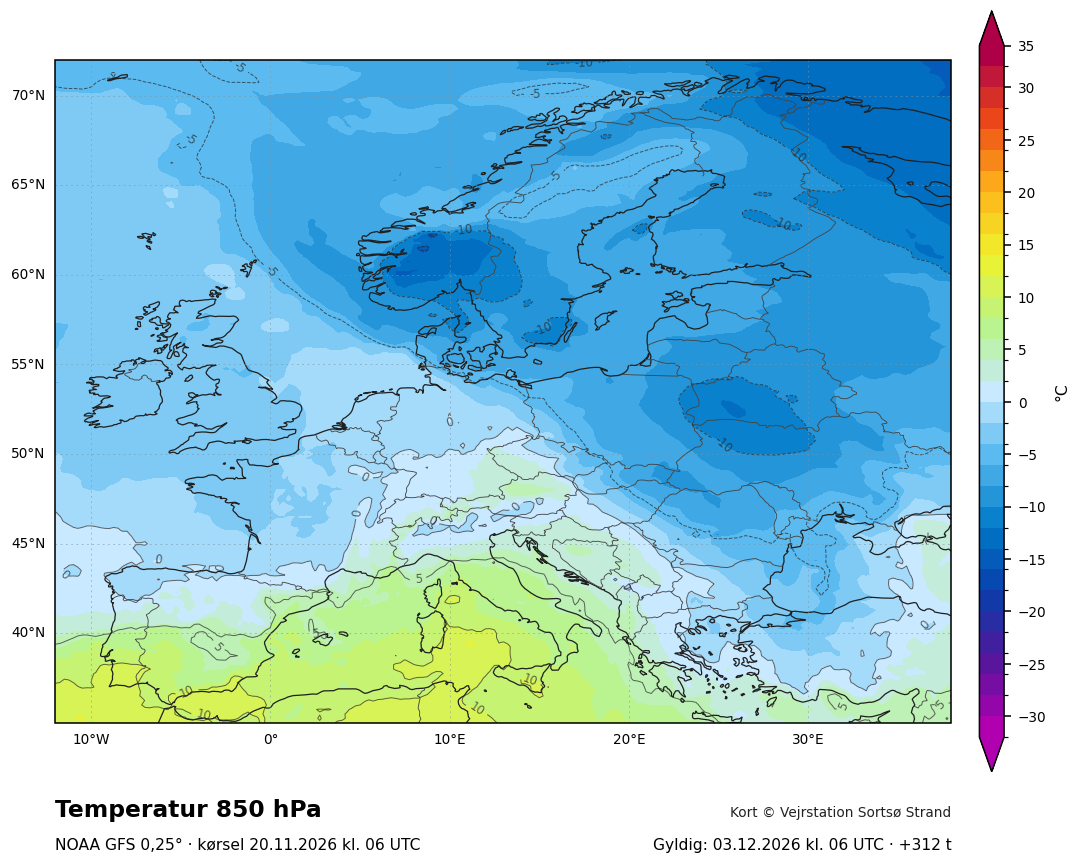 70°N
65°N
60°N
55°N
50°N
45°N
40°N
10°W
0°
10°E
20°E
30°E
35
30
25
20
15
10
5
0
−5
−10
−15
−20
−25
−30
°C
Temperatur 850 hPa
Kort © Vejrstation Sortsø Strand
NOAA GFS 0,25° · kørsel 20.11.2026 kl. 06 UTC
Gyldig: 03.12.2026 kl. 06 UTC · +312 t